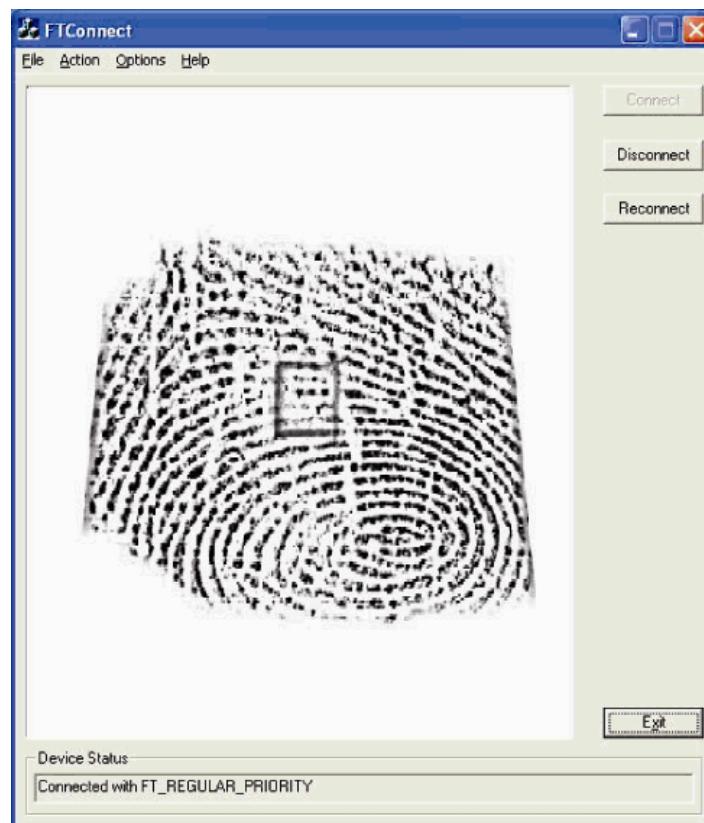 FTConnect
File Action Options Help
Connect
Disconnect
Reconnect
Exit
Device Status
Connected with FT_REGULAR_PRIORITY